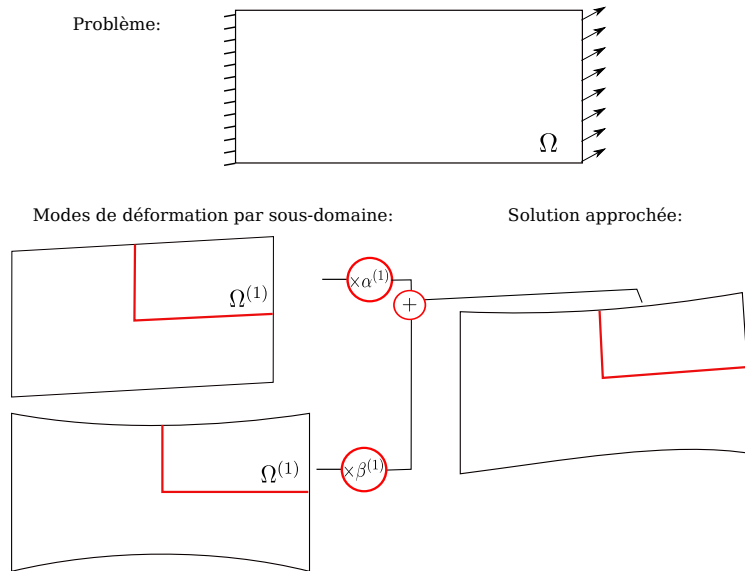 Problème:
Ω
Modes de déformation par sous-domaine:
Solution approchée:
Ω⁽¹⁾
×α⁽¹⁾
+
Ω⁽¹⁾
×β⁽¹⁾